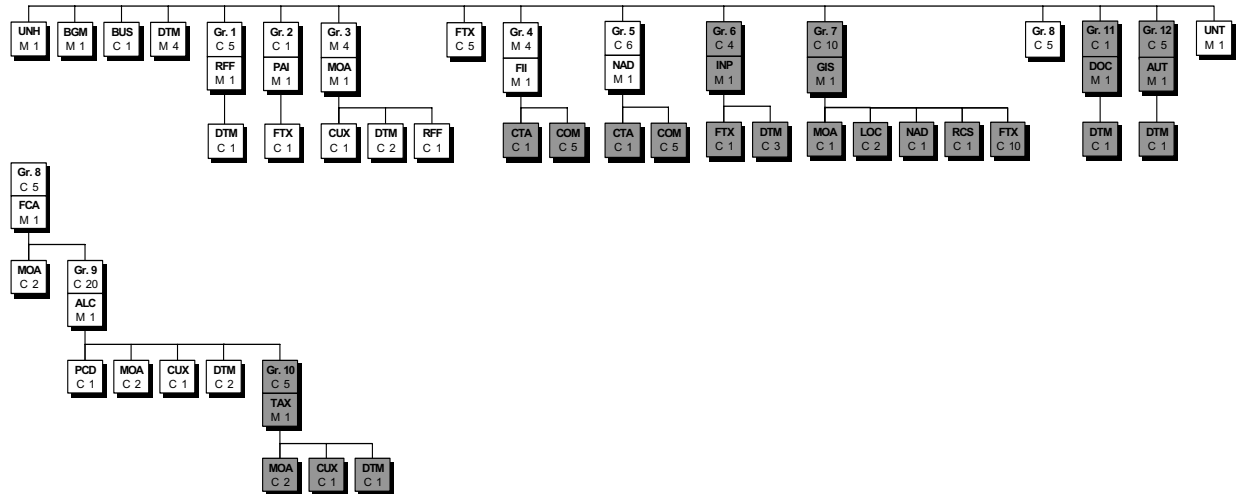 UNH
M 1
BGM
M 1
BUS
C 1
DTM
M 4
Gr. 1
C 5
RFF
M 1
Gr. 2
C 1
PAI
M 1
Gr. 3
M 4
MOA
M 1
FTX
C 5
Gr. 4
M 4
FII
M 1
Gr. 5
C 6
NAD
M 1
Gr. 6
C 4
INP
M 1
Gr. 7
C 10
GIS
M 1
Gr. 8
C 5
Gr. 11
C 1
DOC
M 1
Gr. 12
C 5
AUT
M 1
UNT
M 1
DTM
C 1
FTX
C 1
CUX
C 1
DTM
C 2
RFF
C 1
CTA
C 1
COM
C 5
CTA
C 1
COM
C 5
FTX
C 1
DTM
C 3
MOA
C 1
LOC
C 2
NAD
C 1
RCS
C 1
FTX
C 10
DTM
C 1
DTM
C 1
Gr. 8
C 5
FCA
M 1
MOA
C 2
Gr. 9
C 20
ALC
M 1
PCD
C 1
MOA
C 2
CUX
C 1
DTM
C 2
Gr. 10
C 5
TAX
M 1
MOA
C 2
CUX
C 1
DTM
C 1